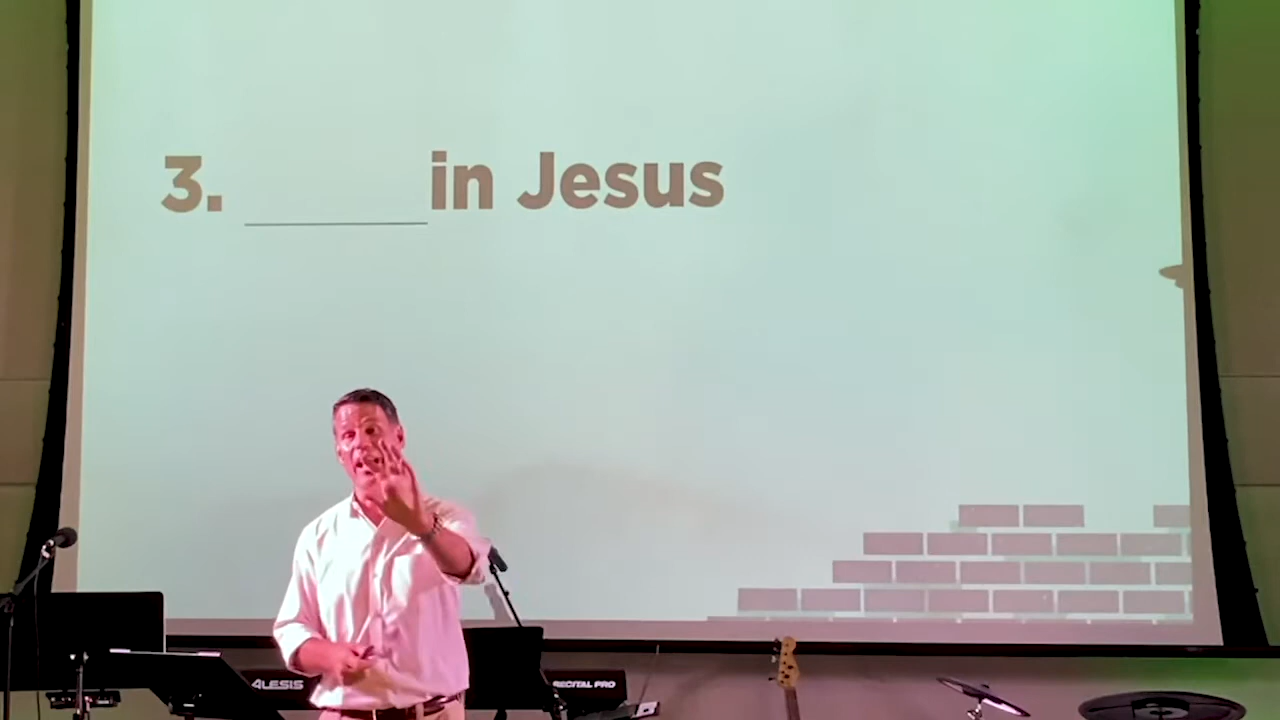 3. ______ in Jesus
ALESIS
RECITAL PRO